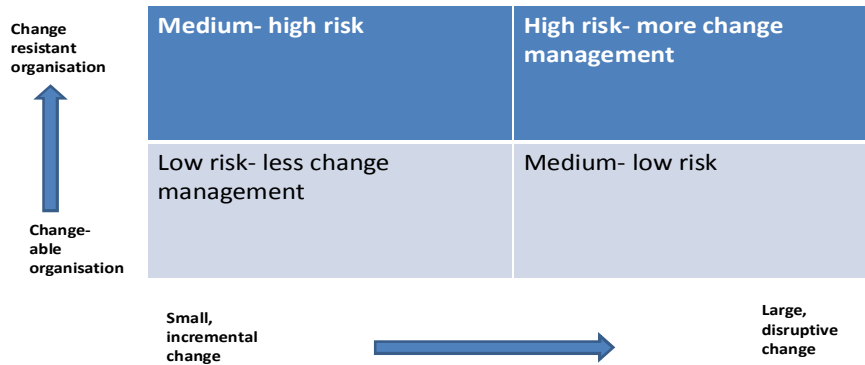 Change
resistant
organisation
Medium- high risk
High risk- more change
management
Low risk- less change
management
Medium- low risk
Change-
able
organisation
Small,
incremental
change
Large,
disruptive
change